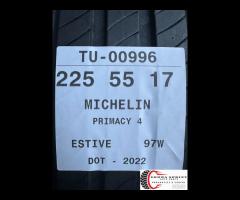 TU-00996
225 55 17
MICHELIN
PRIMACY 4
ESTIVE 97W
DOT - 2022